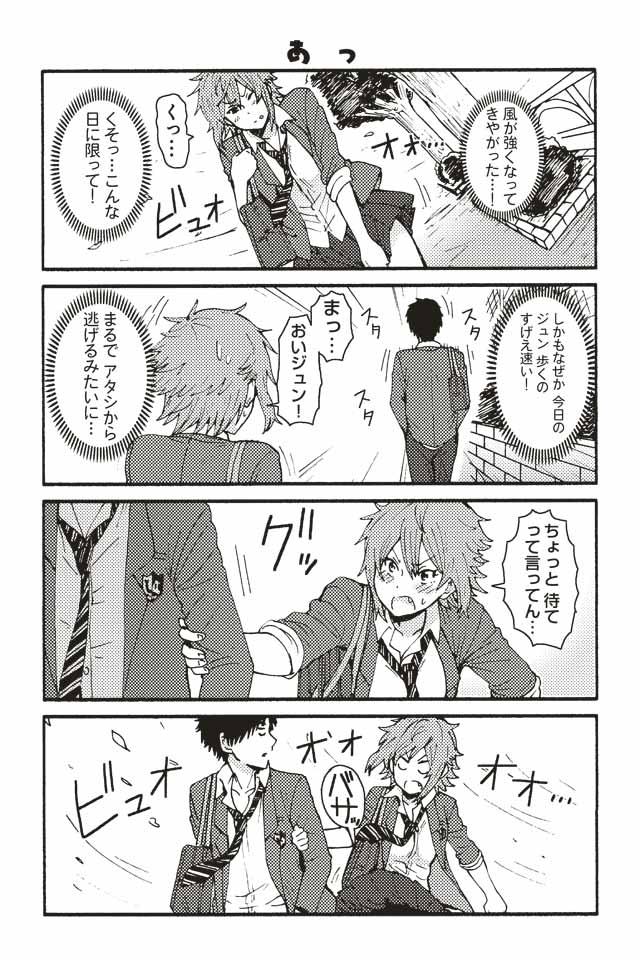 あっ
風が強くなって
きやがった…！
オオオ…
くっ…
くそっ…こんな
日に限って！
ビュオ
しかもなぜか 今日の
ジュン 歩くの
すげえ速い！
スタ
スタ
まっ…
おいジュン！
まるで アタシから
逃げるみたいに…
ちょっと 待て
って言ってん…
グッ
オオ…
オオ…
バサッ
ビュオ